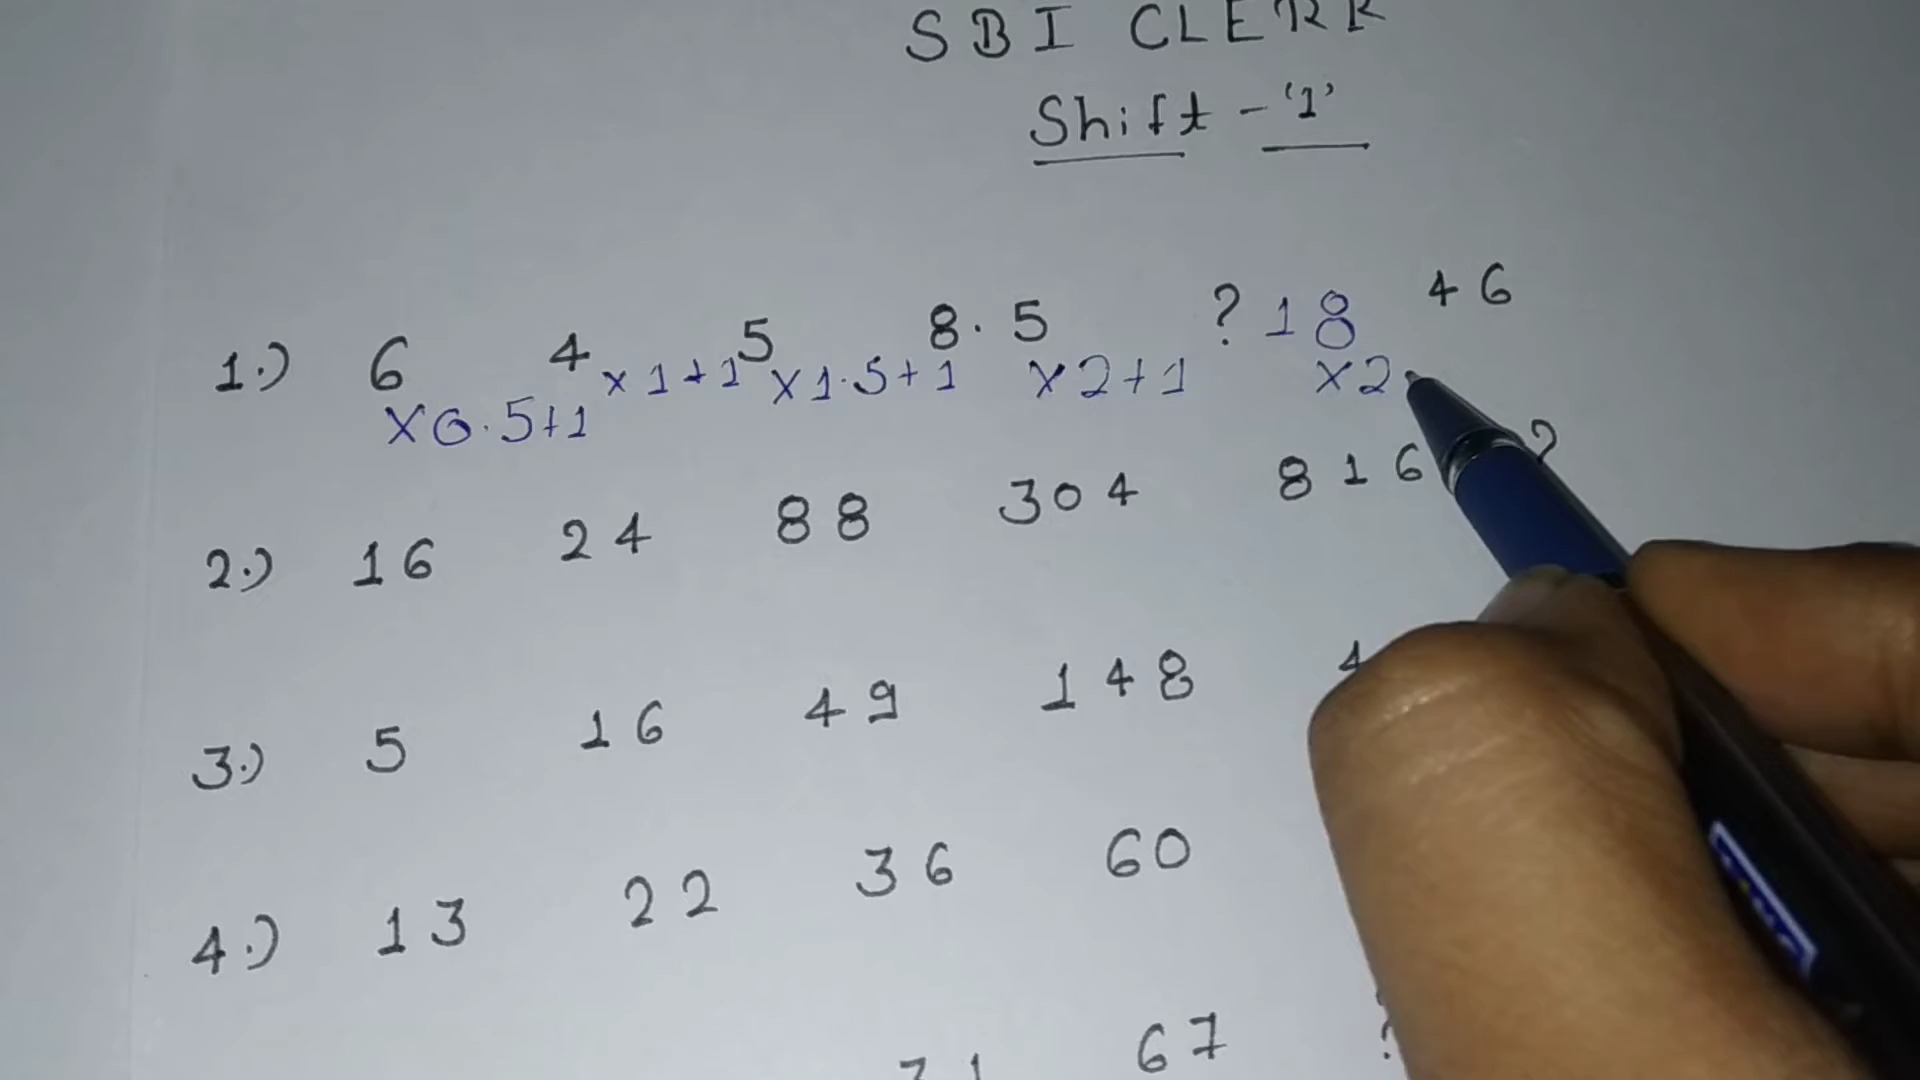 SBI CLERK
Shift - '1'
1.) 6 4 5 8.5 ? 18 46
×0.5+1 ×1+1 ×1.5+1 ×2+1 ×2.
2.) 16 24 88 304 816 ?
3.) 5 16 49 148 4
4.) 13 22 36 60
67 ?